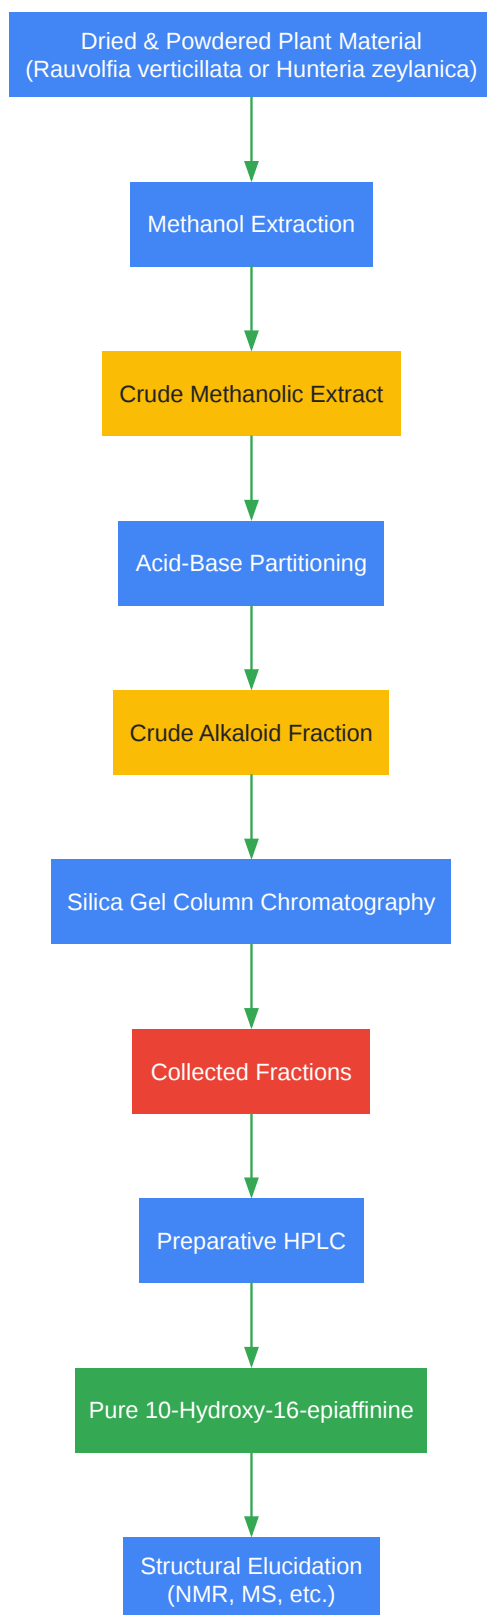 Dried & Powdered Plant Material
(Rauvolfia verticillata or Hunteria zeylanica)
Methanol Extraction
Crude Methanolic Extract
Acid-Base Partitioning
Crude Alkaloid Fraction
Silica Gel Column Chromatography
Collected Fractions
Preparative HPLC
Pure 10-Hydroxy-16-epiaffinine
Structural Elucidation
(NMR, MS, etc.)